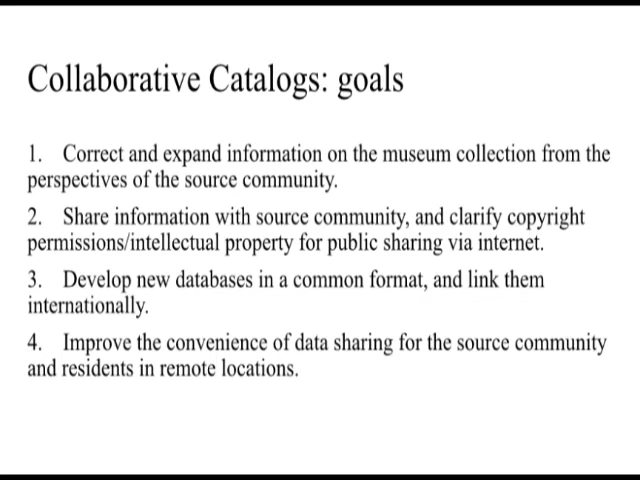 Collaborative Catalogs: goals
1. Correct and expand information on the museum collection from the
perspectives of the source community.
2. Share information with source community, and clarify copyright
permissions/intellectual property for public sharing via internet.
3. Develop new databases in a common format, and link them
internationally.
4. Improve the convenience of data sharing for the source community
and residents in remote locations.